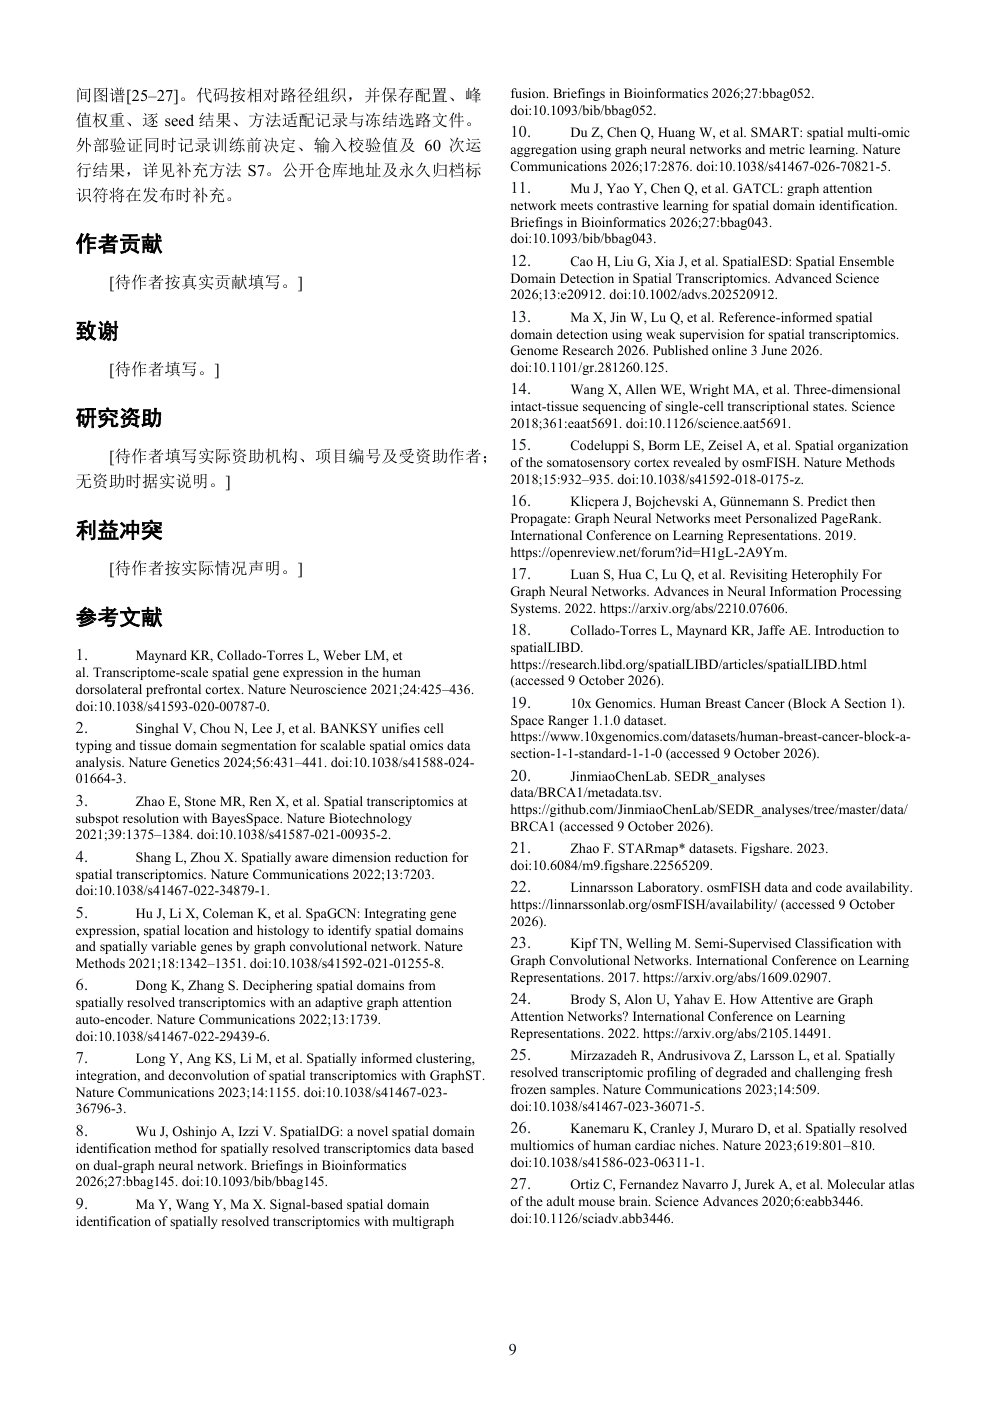 间图谱[25–27]。代码按相对路径组织，并保存配置、峰
值权重、逐 seed 结果、方法适配记录与冻结选路文件。
外部验证同时记录训练前决定、输入校验值及 60 次运
行结果，详见补充方法 S7。公开仓库地址及永久归档标
识符将在发布时补充。
作者贡献
[待作者按真实贡献填写。]
致谢
[待作者填写。]
研究资助
[待作者填写实际资助机构、项目编号及受资助作者；
无资助时据实说明。]
利益冲突
[待作者按实际情况声明。]
参考文献
1. Maynard KR, Collado-Torres L, Weber LM, et
al. Transcriptome-scale spatial gene expression in the human
dorsolateral prefrontal cortex. Nature Neuroscience 2021;24:425–436.
doi:10.1038/s41593-020-00787-0.
2. Singhal V, Chou N, Lee J, et al. BANKSY unifies cell
typing and tissue domain segmentation for scalable spatial omics data
analysis. Nature Genetics 2024;56:431–441. doi:10.1038/s41588-024-
01664-3.
3. Zhao E, Stone MR, Ren X, et al. Spatial transcriptomics at
subspot resolution with BayesSpace. Nature Biotechnology
2021;39:1375–1384. doi:10.1038/s41587-021-00935-2.
4. Shang L, Zhou X. Spatially aware dimension reduction for
spatial transcriptomics. Nature Communications 2022;13:7203.
doi:10.1038/s41467-022-34879-1.
5. Hu J, Li X, Coleman K, et al. SpaGCN: Integrating gene
expression, spatial location and histology to identify spatial domains
and spatially variable genes by graph convolutional network. Nature
Methods 2021;18:1342–1351. doi:10.1038/s41592-021-01255-8.
6. Dong K, Zhang S. Deciphering spatial domains from
spatially resolved transcriptomics with an adaptive graph attention
auto-encoder. Nature Communications 2022;13:1739.
doi:10.1038/s41467-022-29439-6.
7. Long Y, Ang KS, Li M, et al. Spatially informed clustering,
integration, and deconvolution of spatial transcriptomics with GraphST.
Nature Communications 2023;14:1155. doi:10.1038/s41467-023-
36796-3.
8. Wu J, Oshinjo A, Izzi V. SpatialDG: a novel spatial domain
identification method for spatially resolved transcriptomics data based
on dual-graph neural network. Briefings in Bioinformatics
2026;27:bbag145. doi:10.1093/bib/bbag145.
9. Ma Y, Wang Y, Ma X. Signal-based spatial domain
identification of spatially resolved transcriptomics with multigraph
fusion. Briefings in Bioinformatics 2026;27:bbag052.
doi:10.1093/bib/bbag052.
10. Du Z, Chen Q, Huang W, et al. SMART: spatial multi-omic
aggregation using graph neural networks and metric learning. Nature
Communications 2026;17:2876. doi:10.1038/s41467-026-70821-5.
11. Mu J, Yao Y, Chen Q, et al. GATCL: graph attention
network meets contrastive learning for spatial domain identification.
Briefings in Bioinformatics 2026;27:bbag043.
doi:10.1093/bib/bbag043.
12. Cao H, Liu G, Xia J, et al. SpatialESD: Spatial Ensemble
Domain Detection in Spatial Transcriptomics. Advanced Science
2026;13:e20912. doi:10.1002/advs.202520912.
13. Ma X, Jin W, Lu Q, et al. Reference-informed spatial
domain detection using weak supervision for spatial transcriptomics.
Genome Research 2026. Published online 3 June 2026.
doi:10.1101/gr.281260.125.
14. Wang X, Allen WE, Wright MA, et al. Three-dimensional
intact-tissue sequencing of single-cell transcriptional states. Science
2018;361:eaat5691. doi:10.1126/science.aat5691.
15. Codeluppi S, Borm LE, Zeisel A, et al. Spatial organization
of the somatosensory cortex revealed by osmFISH. Nature Methods
2018;15:932–935. doi:10.1038/s41592-018-0175-z.
16. Klicpera J, Bojchevski A, Günnemann S. Predict then
Propagate: Graph Neural Networks meet Personalized PageRank.
International Conference on Learning Representations. 2019.
https://openreview.net/forum?id=H1gL-2A9Ym.
17. Luan S, Hua C, Lu Q, et al. Revisiting Heterophily For
Graph Neural Networks. Advances in Neural Information Processing
Systems. 2022. https://arxiv.org/abs/2210.07606.
18. Collado-Torres L, Maynard KR, Jaffe AE. Introduction to
spatialLIBD.
https://research.libd.org/spatialLIBD/articles/spatialLIBD.html
(accessed 9 October 2026).
19. 10x Genomics. Human Breast Cancer (Block A Section 1).
Space Ranger 1.1.0 dataset.
https://www.10xgenomics.com/datasets/human-breast-cancer-block-a-
section-1-1-standard-1-1-0 (accessed 9 October 2026).
20. JinmiaoChenLab. SEDR_analyses
data/BRCA1/metadata.tsv.
https://github.com/JinmiaoChenLab/SEDR_analyses/tree/master/data/
BRCA1 (accessed 9 October 2026).
21. Zhao F. STARmap* datasets. Figshare. 2023.
doi:10.6084/m9.figshare.22565209.
22. Linnarsson Laboratory. osmFISH data and code availability.
https://linnarssonlab.org/osmFISH/availability/ (accessed 9 October
2026).
23. Kipf TN, Welling M. Semi-Supervised Classification with
Graph Convolutional Networks. International Conference on Learning
Representations. 2017. https://arxiv.org/abs/1609.02907.
24. Brody S, Alon U, Yahav E. How Attentive are Graph
Attention Networks? International Conference on Learning
Representations. 2022. https://arxiv.org/abs/2105.14491.
25. Mirzazadeh R, Andrusivova Z, Larsson L, et al. Spatially
resolved transcriptomic profiling of degraded and challenging fresh
frozen samples. Nature Communications 2023;14:509.
doi:10.1038/s41467-023-36071-5.
26. Kanemaru K, Cranley J, Muraro D, et al. Spatially resolved
multiomics of human cardiac niches. Nature 2023;619:801–810.
doi:10.1038/s41586-023-06311-1.
27. Ortiz C, Fernandez Navarro J, Jurek A, et al. Molecular atlas
of the adult mouse brain. Science Advances 2020;6:eabb3446.
doi:10.1126/sciadv.abb3446.
9